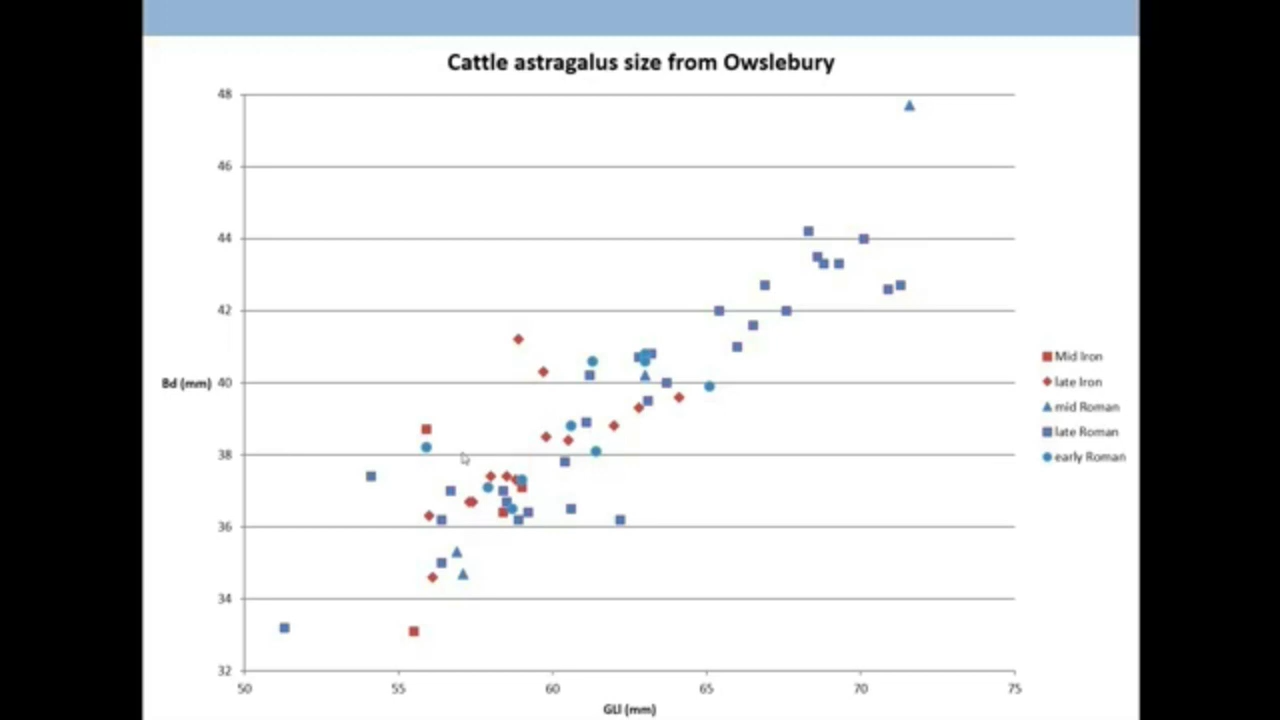 Cattle astragalus size from Owslebury
48
46
44
42
Bd (mm) 40
38
36
34
32
50 55 60 65 70 75
GLl (mm)
Mid Iron
late Iron
mid Roman
late Roman
early Roman